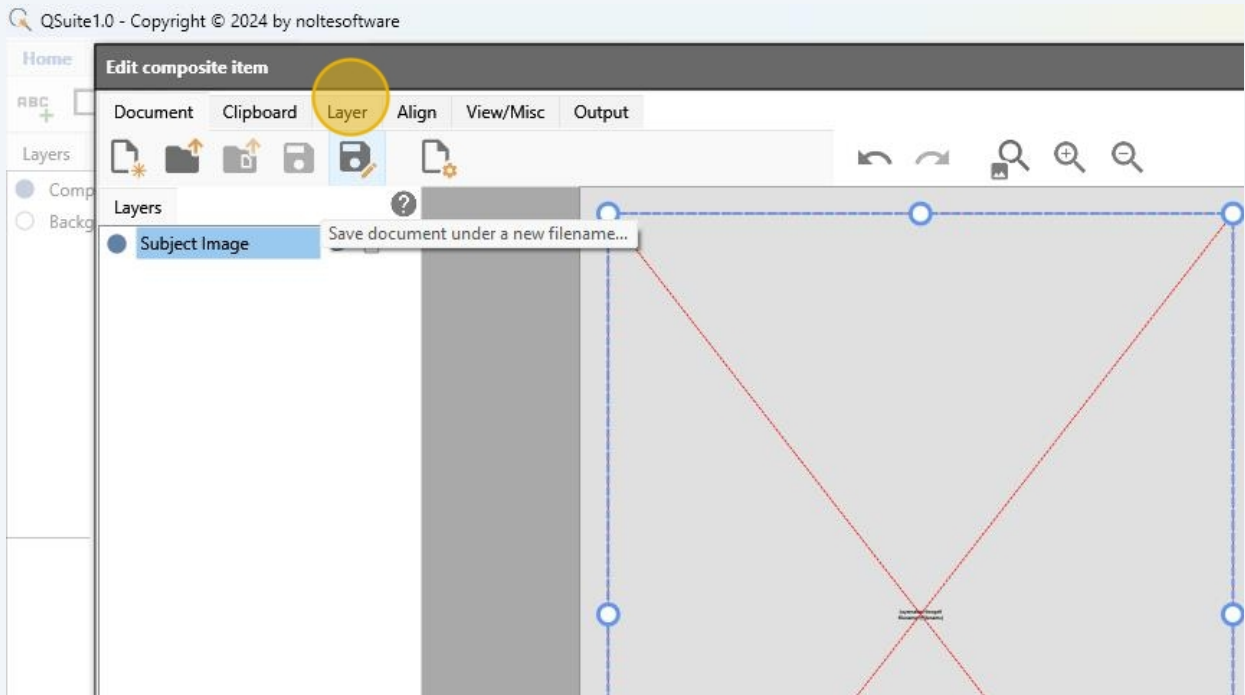 QSuite1.0 - Copyright © 2024 by noltesoftware
Home
Edit composite item
ABC
Document Clipboard Layer Align View/Misc Output
Layers
Comp
Backg
Layers
Save document under a new filename...
Subject Image